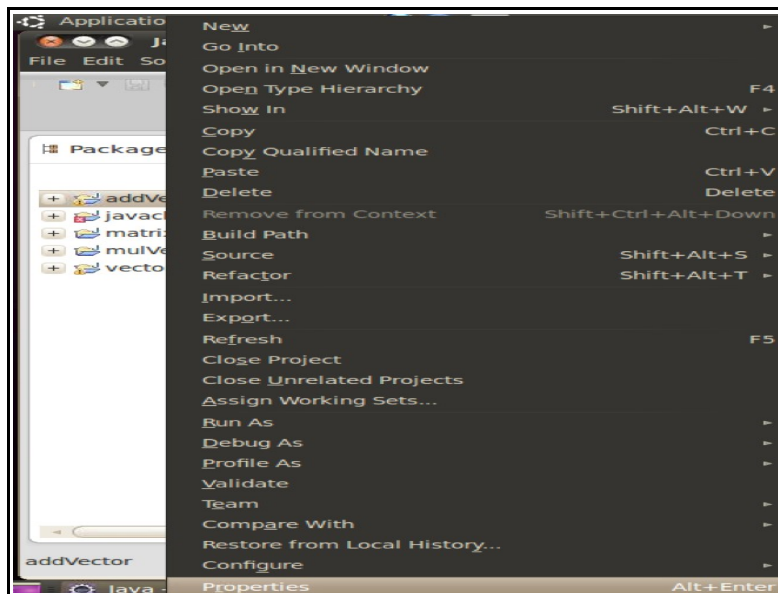 Applicatio
Ja
File Edit So
Package
addVe
javacl
matrix
mulVe
vecto
addVector
Java -
New
Go Into
Open in New Window
Open Type Hierarchy F4
Show In Shift+Alt+W
Copy Ctrl+C
Copy Qualified Name
Paste Ctrl+V
Delete Delete
Remove from Context Shift+Ctrl+Alt+Down
Build Path
Source Shift+Alt+S
Refactor Shift+Alt+T
Import...
Export...
Refresh F5
Close Project
Close Unrelated Projects
Assign Working Sets...
Run As
Debug As
Profile As
Validate
Team
Compare With
Restore from Local History...
Configure
Properties Alt+Enter